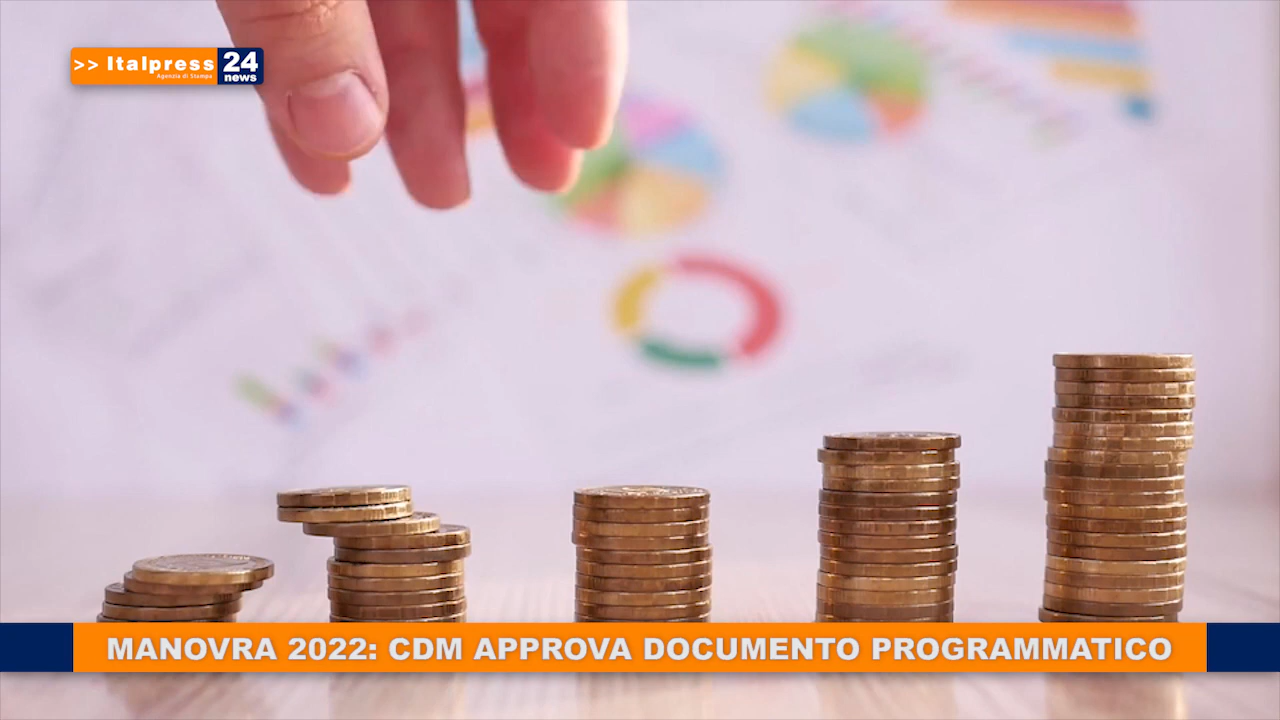 >> Italpress
Agenzia di Stampa
24
news
MANOVRA 2022: CDM APPROVA DOCUMENTO PROGRAMMATICO